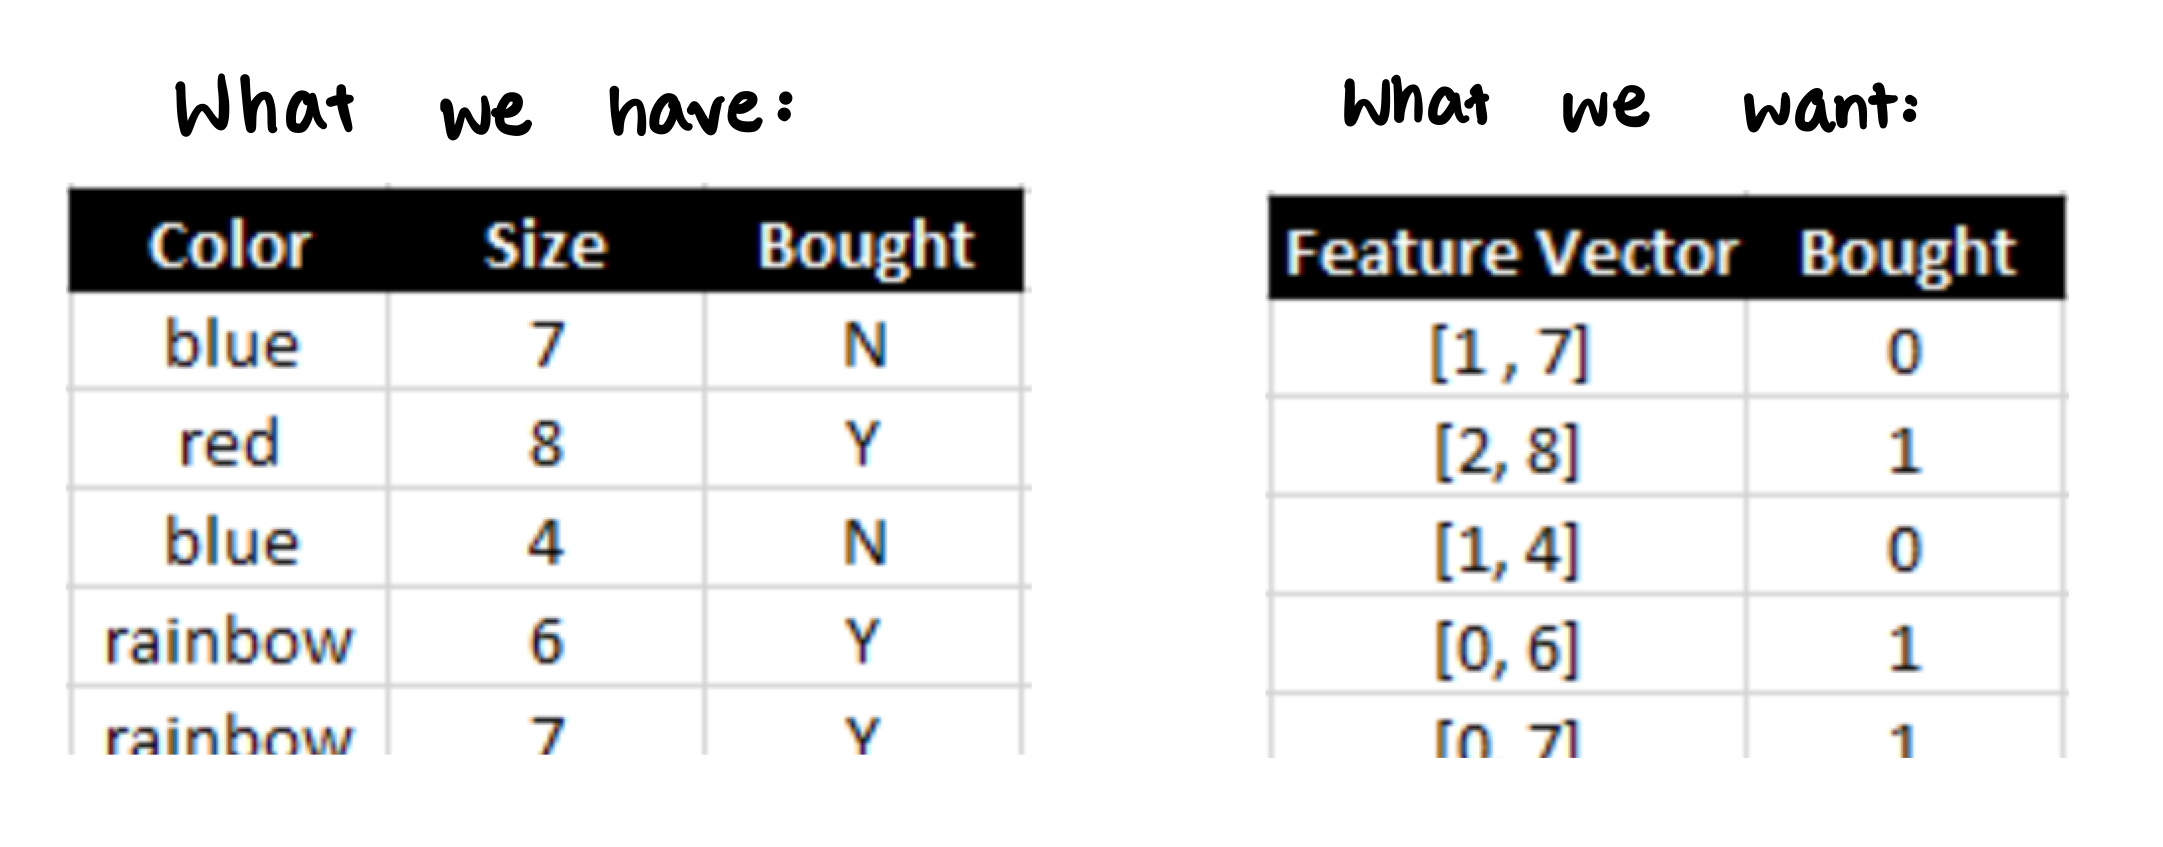 What we have:
Color Size Bought
blue 7 N
red 8 Y
blue 4 N
rainbow 6 Y
rainbow 7 Y
What we want:
Feature Vector Bought
[1 , 7] 0
[2, 8] 1
[1, 4] 0
[0, 6] 1
[0, 7] 1